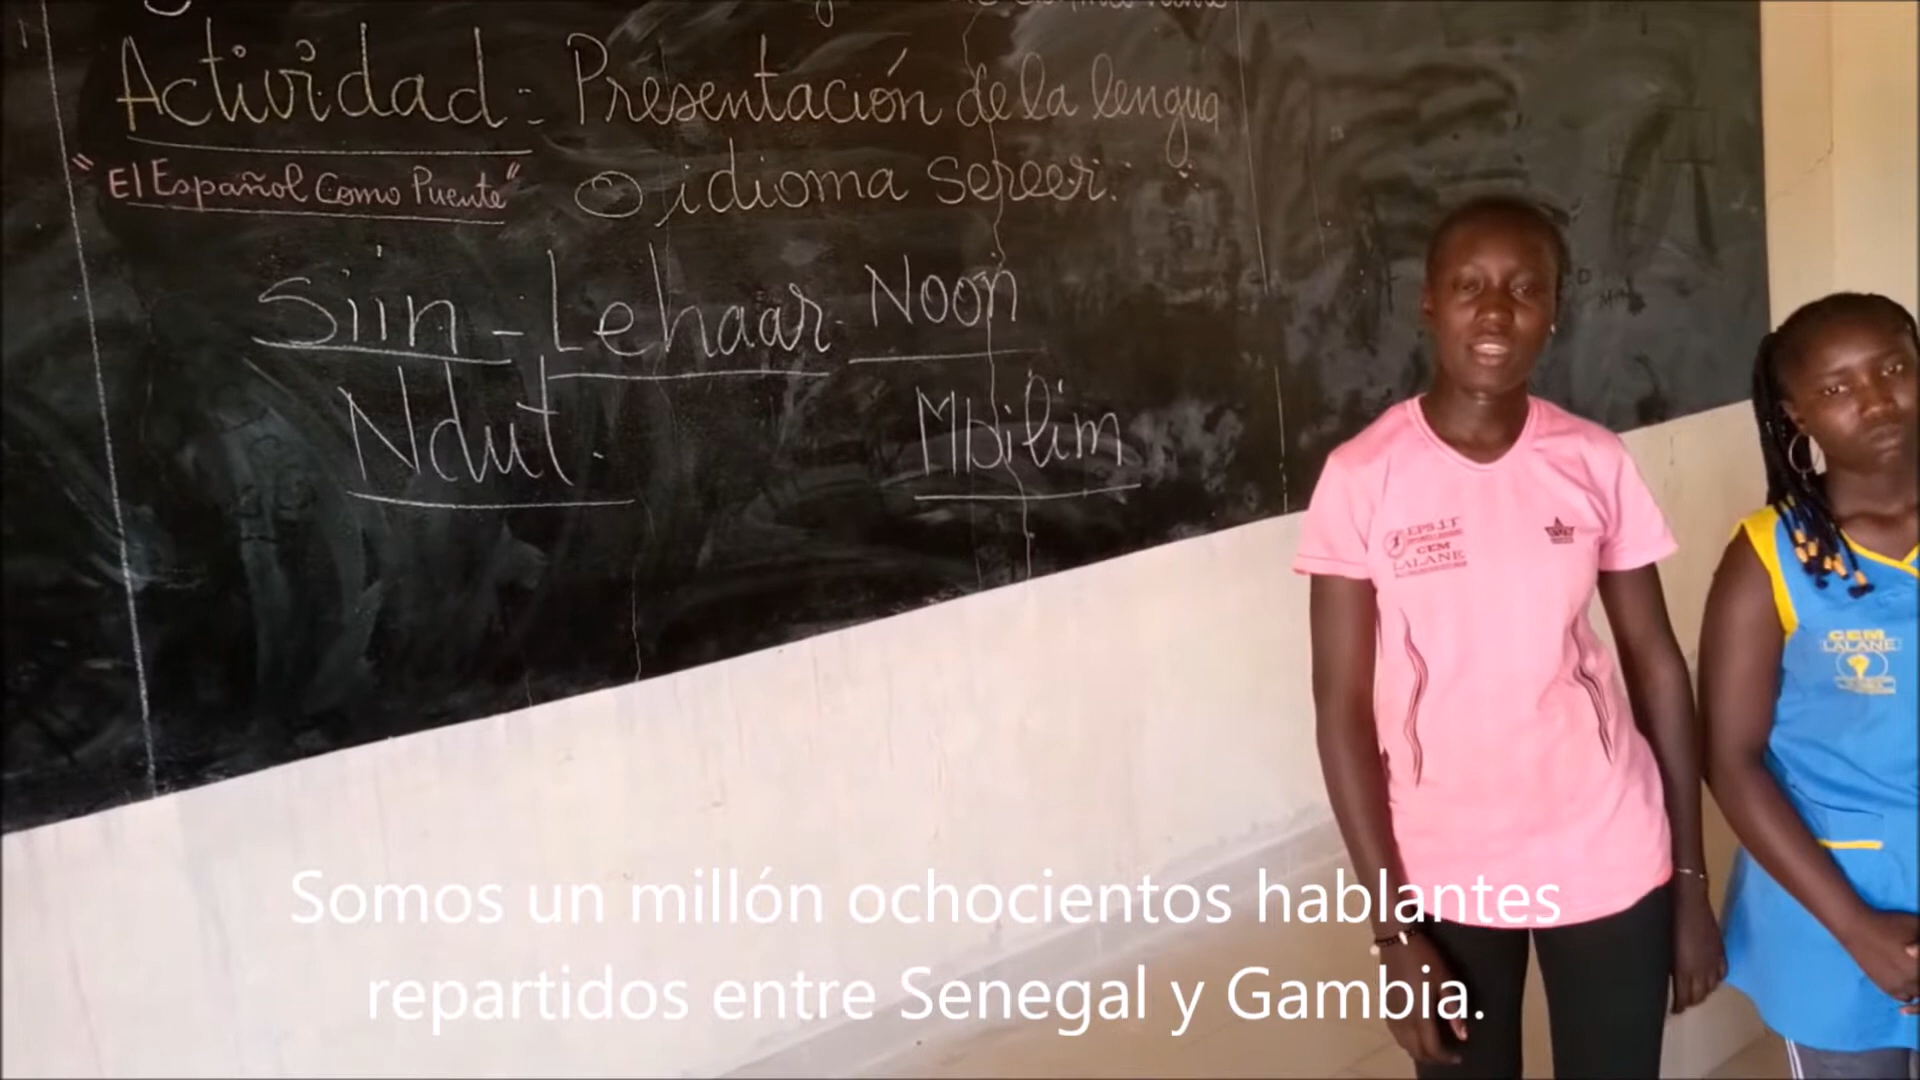 Actividad: Presentación de la lengua
"El Español Como Puente" o idioma sereer.
Siin - Lehaar - Noon
Ndut. Mbilim
EPS J.F
CEM
LALANE
CEM
LALANE
Somos un millón ochocientos hablantes
repartidos entre Senegal y Gambia.